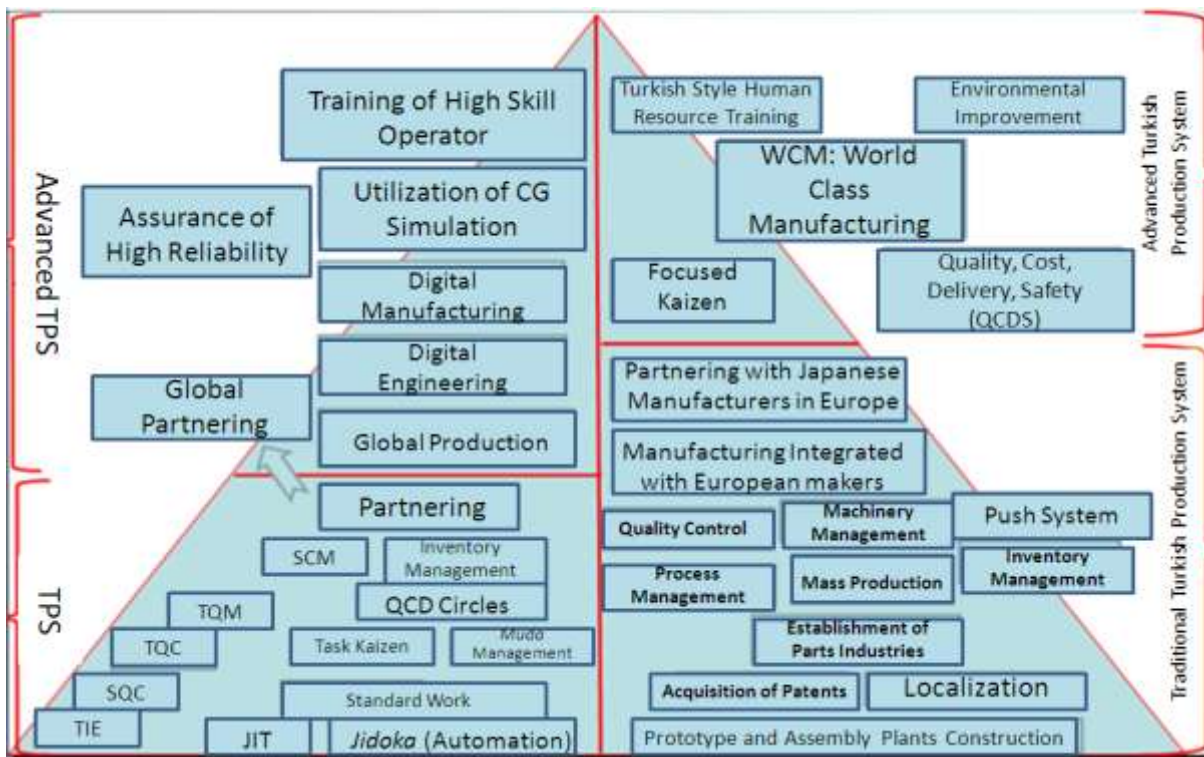 Advanced TPS
TPS
Training of High Skill
Operator
Utilization of CG
Simulation
Assurance of
High Reliability
Digital
Manufacturing
Digital
Engineering
Global
Partnering
Global Production
Partnering
SCM
Inventory
Management
QCD Circles
TQM
TQC
Task Kaizen
Muda
Management
SQC
Standard Work
TIE
JIT
Jidoka (Automation)
Turkish Style Human
Resource Training
Environmental
Improvement
WCM: World
Class
Manufacturing
Focused
Kaizen
Quality, Cost,
Delivery, Safety
(QCDS)
Partnering with Japanese
Manufacturers in Europe
Manufacturing Integrated
with European makers
Quality Control
Machinery
Management
Push System
Process
Management
Mass Production
Inventory
Management
Establishment of
Parts Industries
Acquisition of Patents
Localization
Prototype and Assembly Plants Construction
Advanced Turkish
Production System
Traditional Turkish Production System